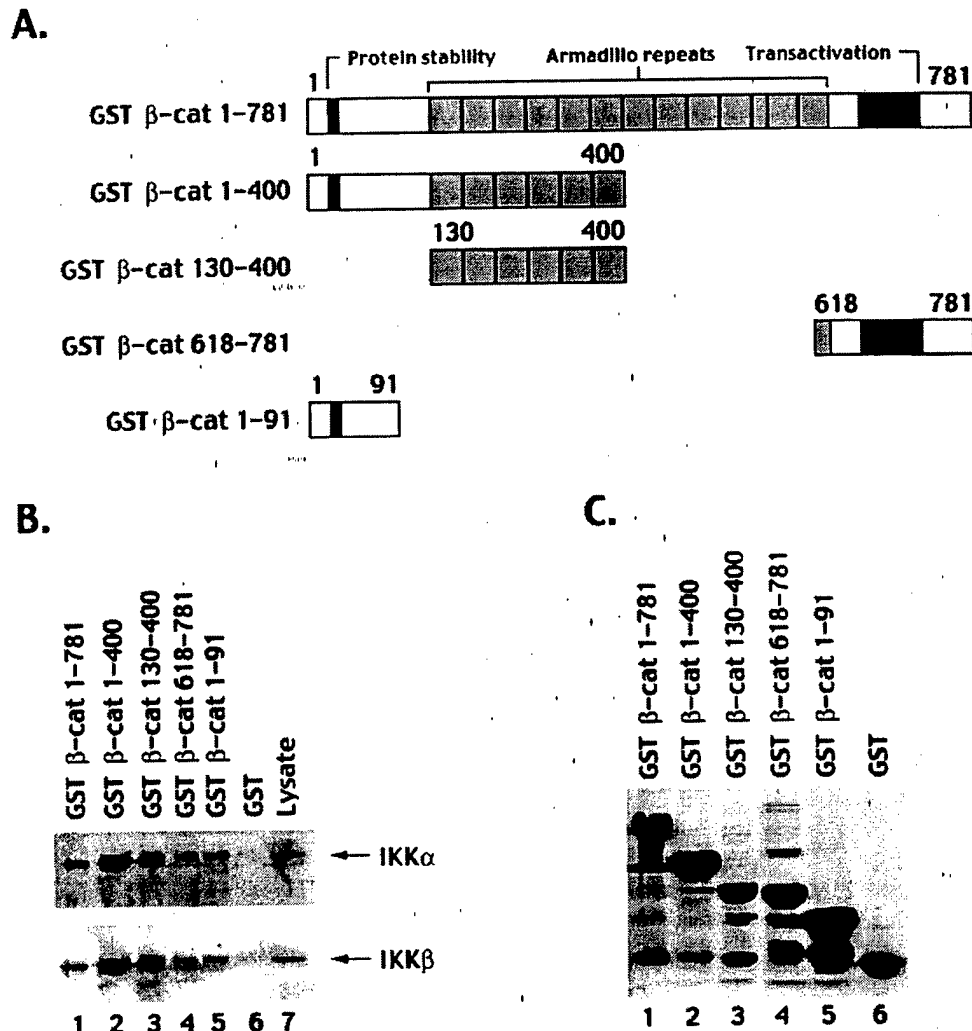 A.
Protein stability Armadillo repeats Transactivation
1 781
GST β-cat 1-781
1 400
GST β-cat 1-400
130 400
GST β-cat 130-400
618 781
GST β-cat 618-781
1 91
GST β-cat 1-91
B.
GST β-cat 1-781
GST β-cat 1-400
GST β-cat 130-400
GST β-cat 618-781
GST β-cat 1-91
GST
Lysate
IKKα
IKKβ
1 2 3 4 5 6 7
C.
GST β-cat 1-781
GST β-cat 1-400
GST β-cat 130-400
GST β-cat 618-781
GST β-cat 1-91
GST
1 2 3 4 5 6